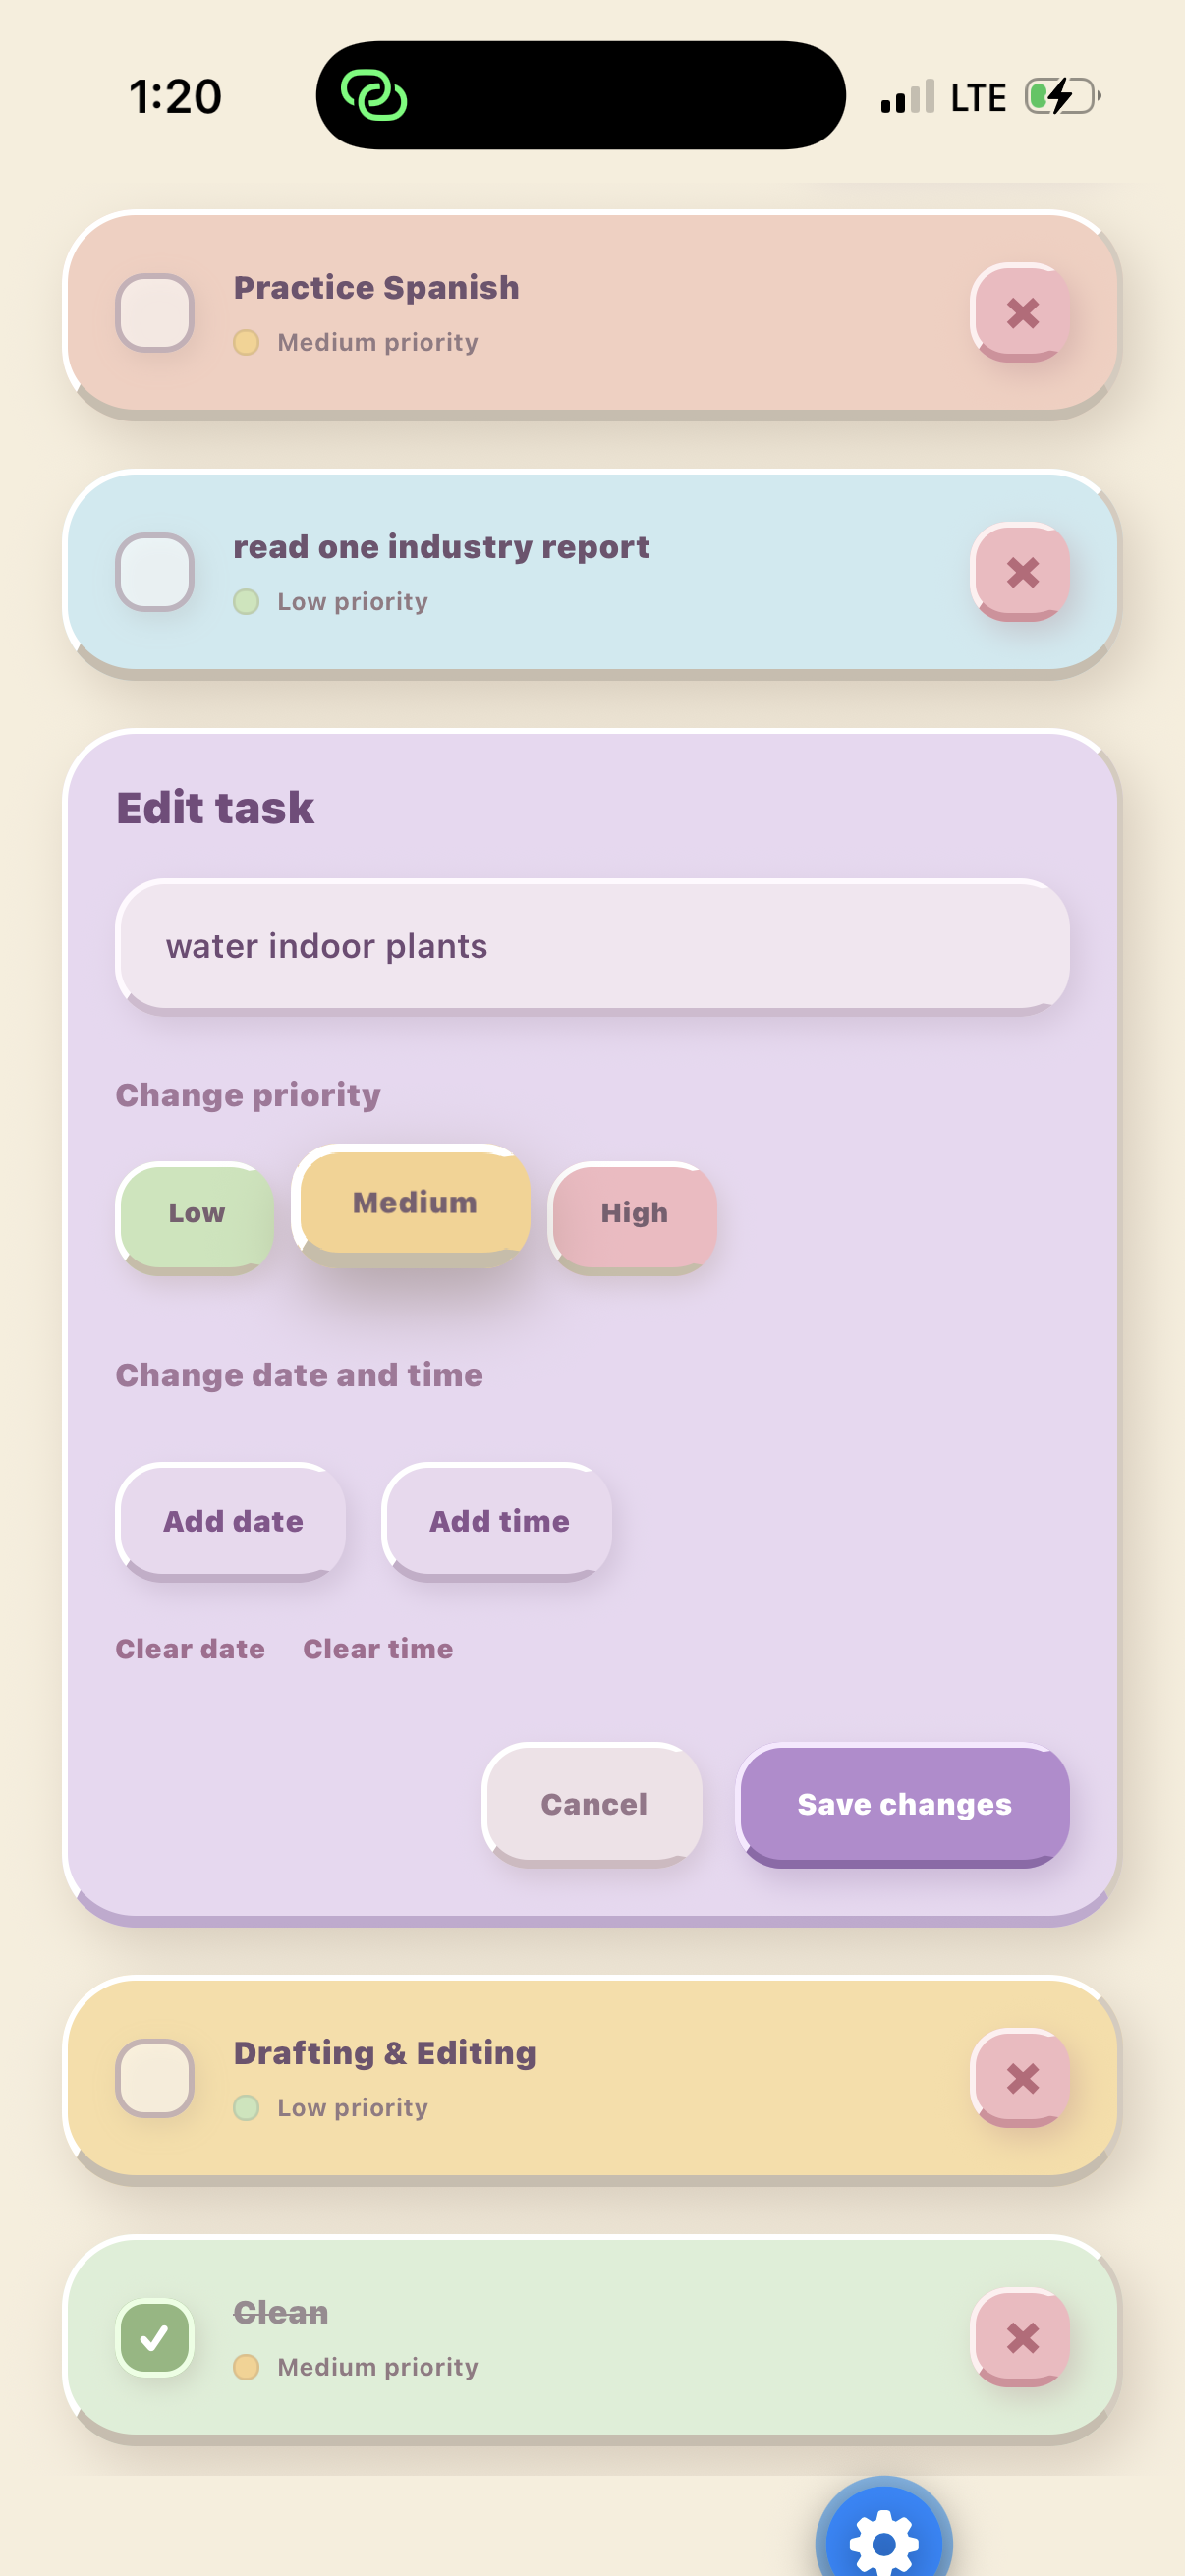 1:20
LTE
Practice Spanish
Medium priority
read one industry report
Low priority
Edit task
water indoor plants
Change priority
Low Medium High
Change date and time
Add date Add time
Clear date Clear time
Cancel Save changes
Drafting & Editing
Low priority
Clean
Medium priority